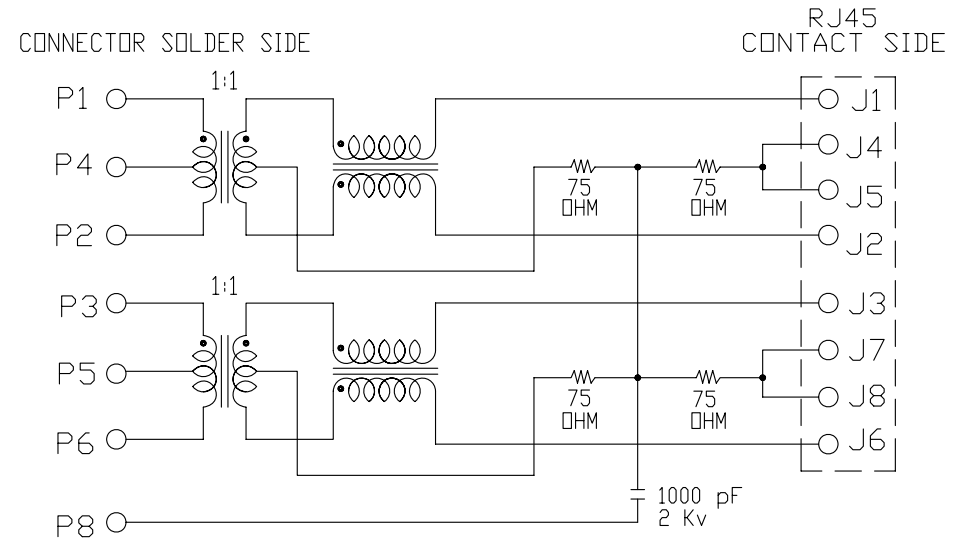 RJ45
CONNECTOR SOLDER SIDE
CONTACT SIDE
1:1
P1
J1
J4
P4
75
OHM
75
OHM
J5
P2
J2
1:1
P3
J3
J7
P5
75
OHM
75
OHM
J8
P6
J6
1000 pF
2 Kv
P8